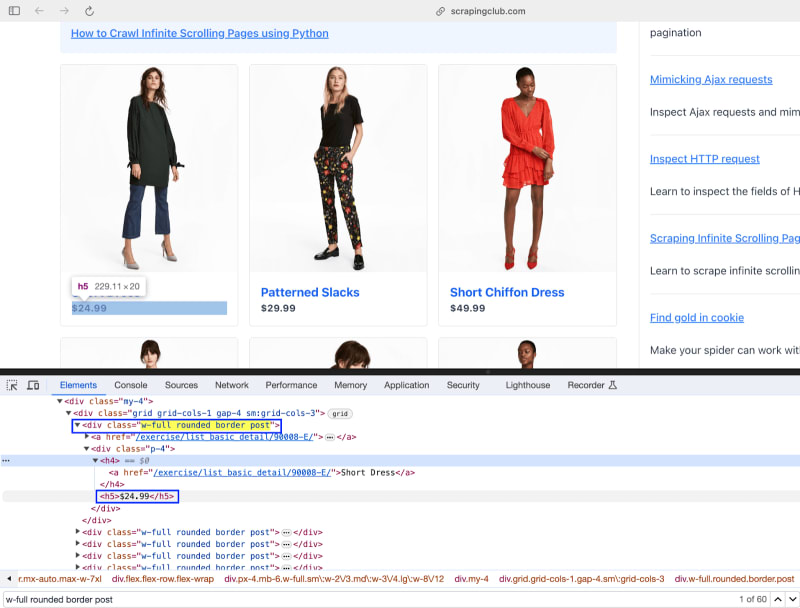 scrapingclub.com
How to Crawl Infinite Scrolling Pages using Python
h5 229.11×20
$24.99
Patterned Slacks
$29.99
Short Chiffon Dress
$49.99
pagination
Mimicking Ajax requests
Inspect Ajax requests and mim
Inspect HTTP request
Learn to inspect the fields of H
Scraping Infinite Scrolling Pag
Learn to scrape infinite scrollin
Find gold in cookie
Make your spider can work wit
Elements Console Sources Network Performance Memory Application Security Lighthouse Recorder
▼<div class="my-4">
▼<div class="grid grid-cols-1 gap-4 sm:grid-cols-3"> grid
▼<div class="w-full rounded border post">
▶<a href="/exercise/list_basic_detail/90008-E/"> ⋯ </a>
▼<div class="p-4">
⋯ ▼<h4> == $0
<a href="/exercise/list_basic_detail/90008-E/">Short Dress</a>
</h4>
<h5>$24.99</h5>
</div>
</div>
▶<div class="w-full rounded border post"> ⋯ </div>
▶<div class="w-full rounded border post"> ⋯ </div>
▶<div class="w-full rounded border post"> ⋯ </div>
▶<div class="w-full rounded border post"> ⋯ </div>
r.mx-auto.max-w-7xl div.flex.flex-row.flex-wrap div.px-4.mb-6.w-full.sm\:w-2\/3.md\:w-3\/4.lg\:w-8\/12 div.my-4 div.grid.grid-cols-1.gap-4.sm\:grid-cols-3 div.w-full.rounded.border.post
w-full rounded border post 1 of 60